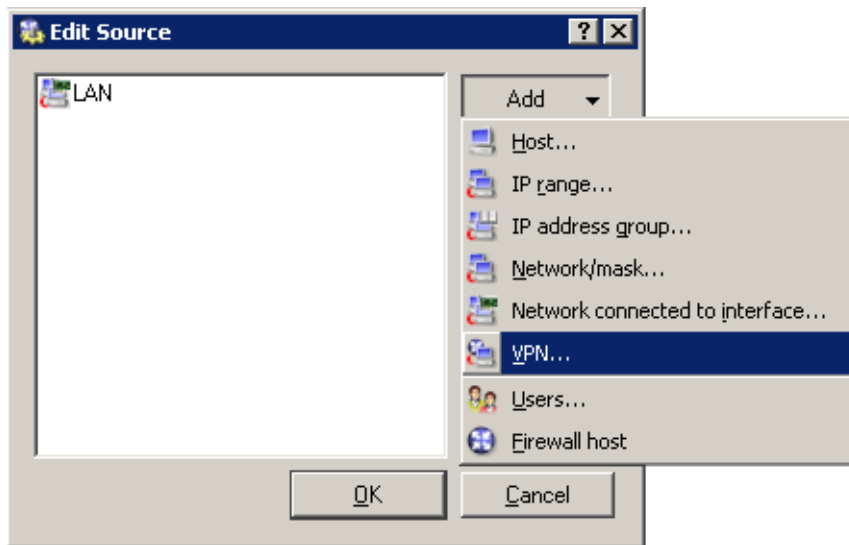 Edit Source
LAN
Add
Host...
IP range...
IP address group...
Network/mask...
Network connected to interface...
VPN...
Users...
Firewall host
OK
Cancel